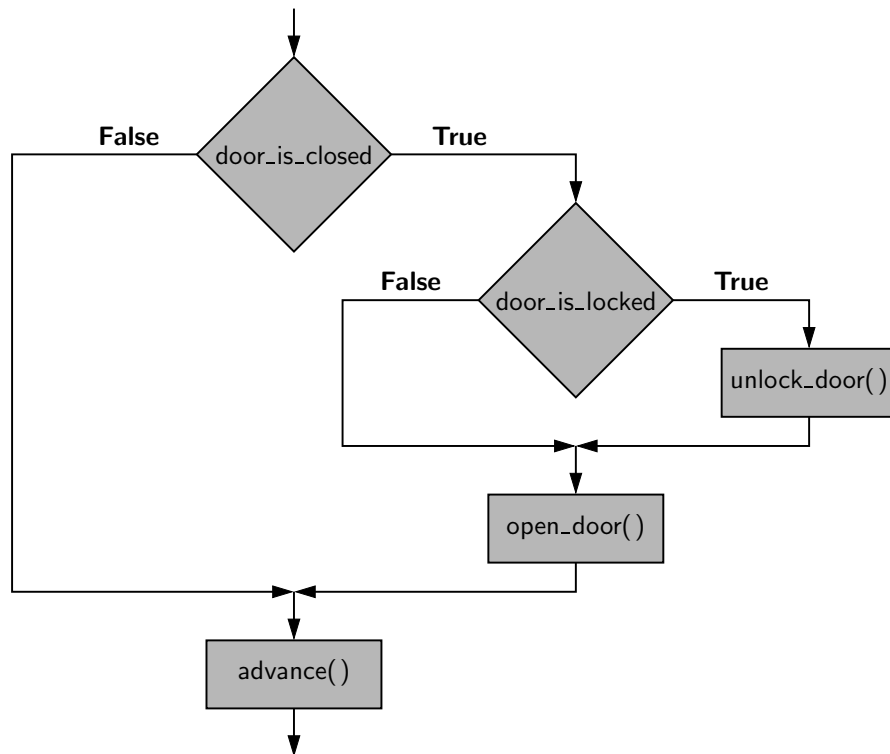 False
True
door_is_closed
False
True
door_is_locked
unlock_door()
open_door()
advance()